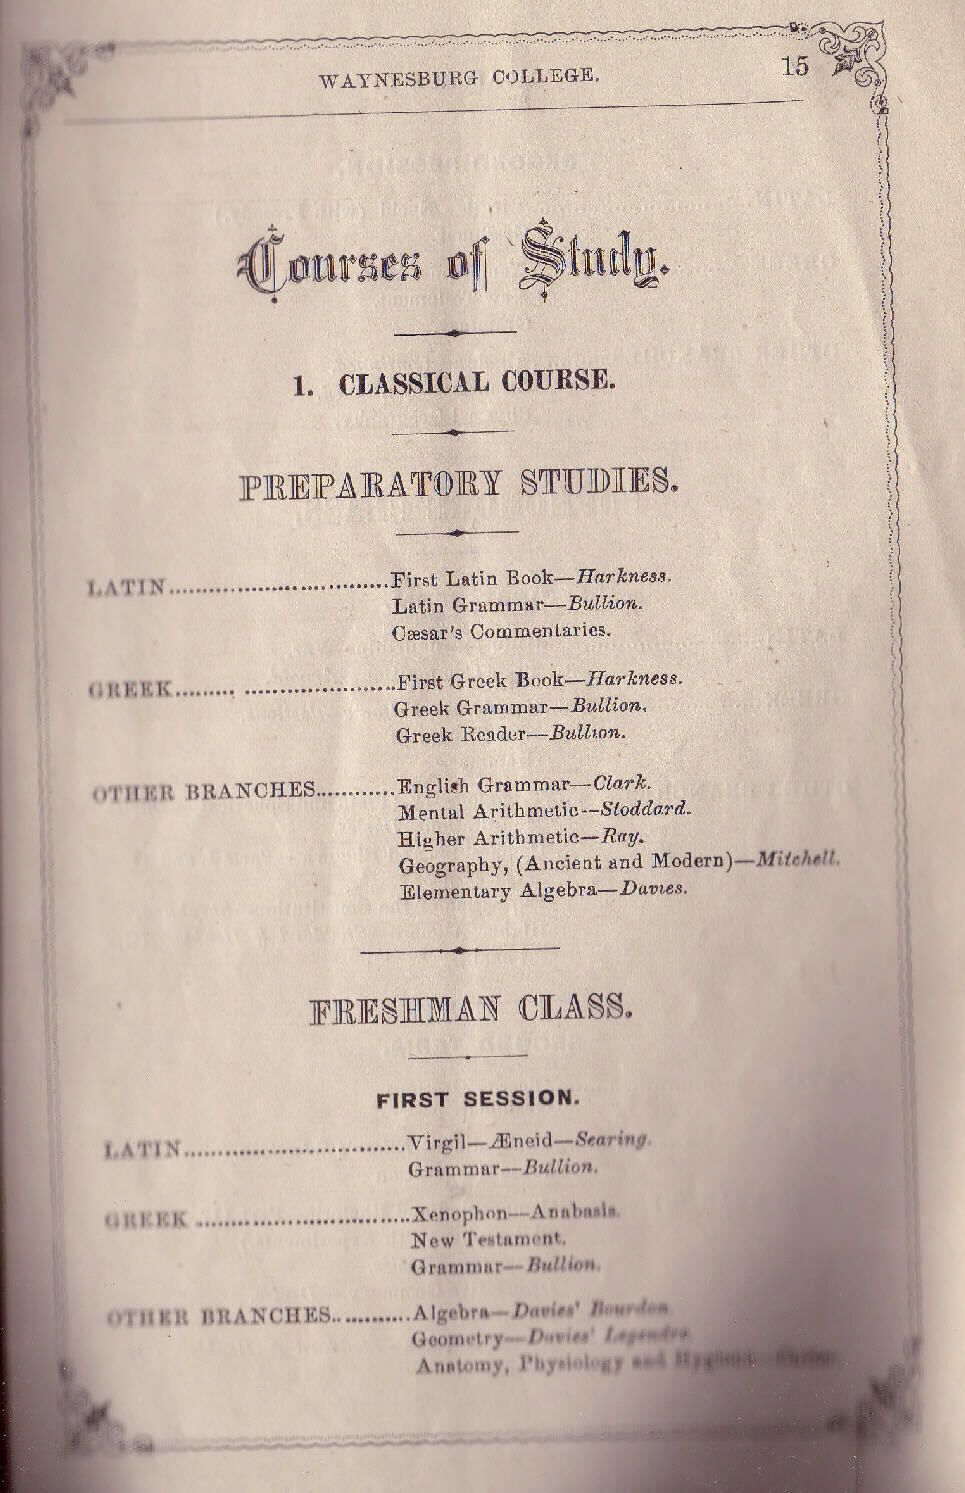 WAYNESBURG COLLEGE. 15
Courses of Study.
1. CLASSICAL COURSE.
PREPARATORY STUDIES.
LATIN..............................First Latin Book—Harkness.
Latin Grammar—Bullion.
Cæsar's Commentaries.
GREEK......... ......................First Greek Book—Harkness.
Greek Grammar—Bullion.
Greek Reader—Bullion.
OTHER BRANCHES............English Grammar—Clark.
Mental Arithmetic—Stoddard.
Higher Arithmetic—Ray.
Geography, (Ancient and Modern)—Mitchell.
Elementary Algebra—Davies.
FRESHMAN CLASS.
FIRST SESSION.
LATIN..............................Virgil—Æneid—Searing.
Grammar—Bullion.
GREEK ..............................Xenophon—Anabasis.
New Testament.
Grammar—Bullion.
OTHER BRANCHES............Algebra—Davies' Bourdon.
Geometry—Davies' Legendre.
Anatomy, Physiology and Hygiene